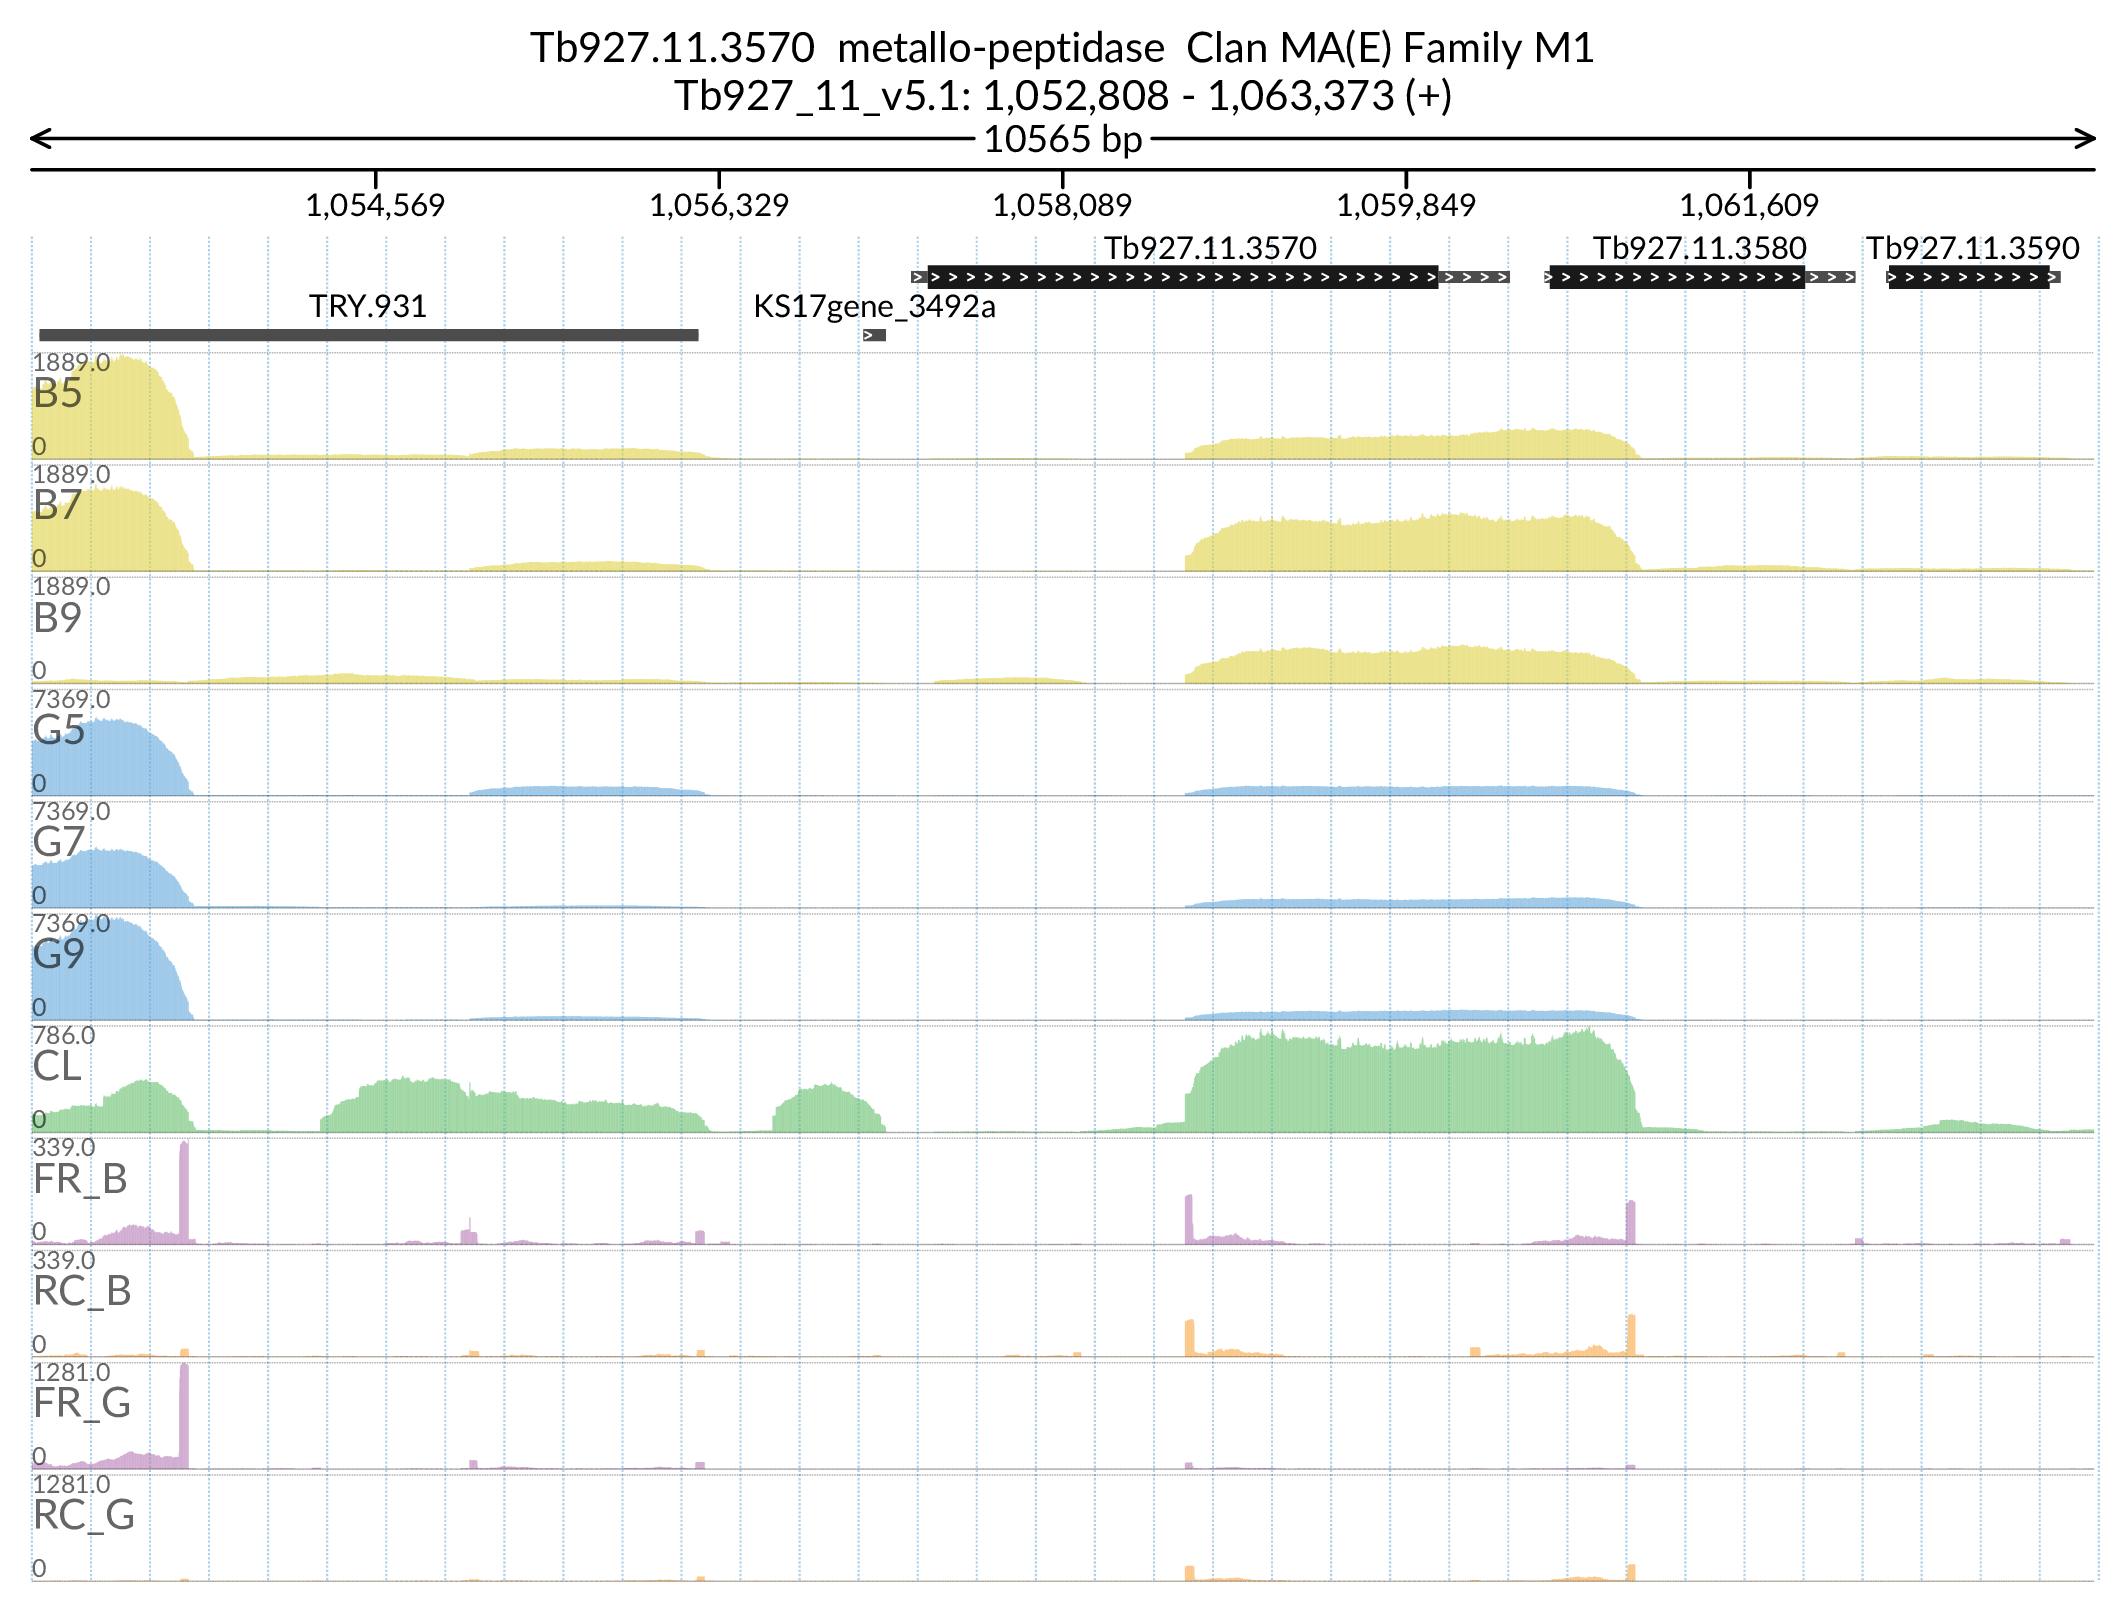 Tb927.11.3570  metallo-peptidase  Clan MA(E) Family M1
Tb927_11_v5.1: 1,052,808 - 1,063,373 (+)
10565 bp
1,054,569 1,056,329 1,058,089 1,059,849 1,061,609
Tb927.11.3570 Tb927.11.3580 Tb927.11.3590
TRY.931 KS17gene_3492a
1889.0
B5
0
1889.0
B7
0
1889.0
B9
0
7369.0
G5
0
7369.0
G7
0
7369.0
G9
0
786.0
CL
0
339.0
FR_B
0
339.0
RC_B
0
1281.0
FR_G
0
1281.0
RC_G
0